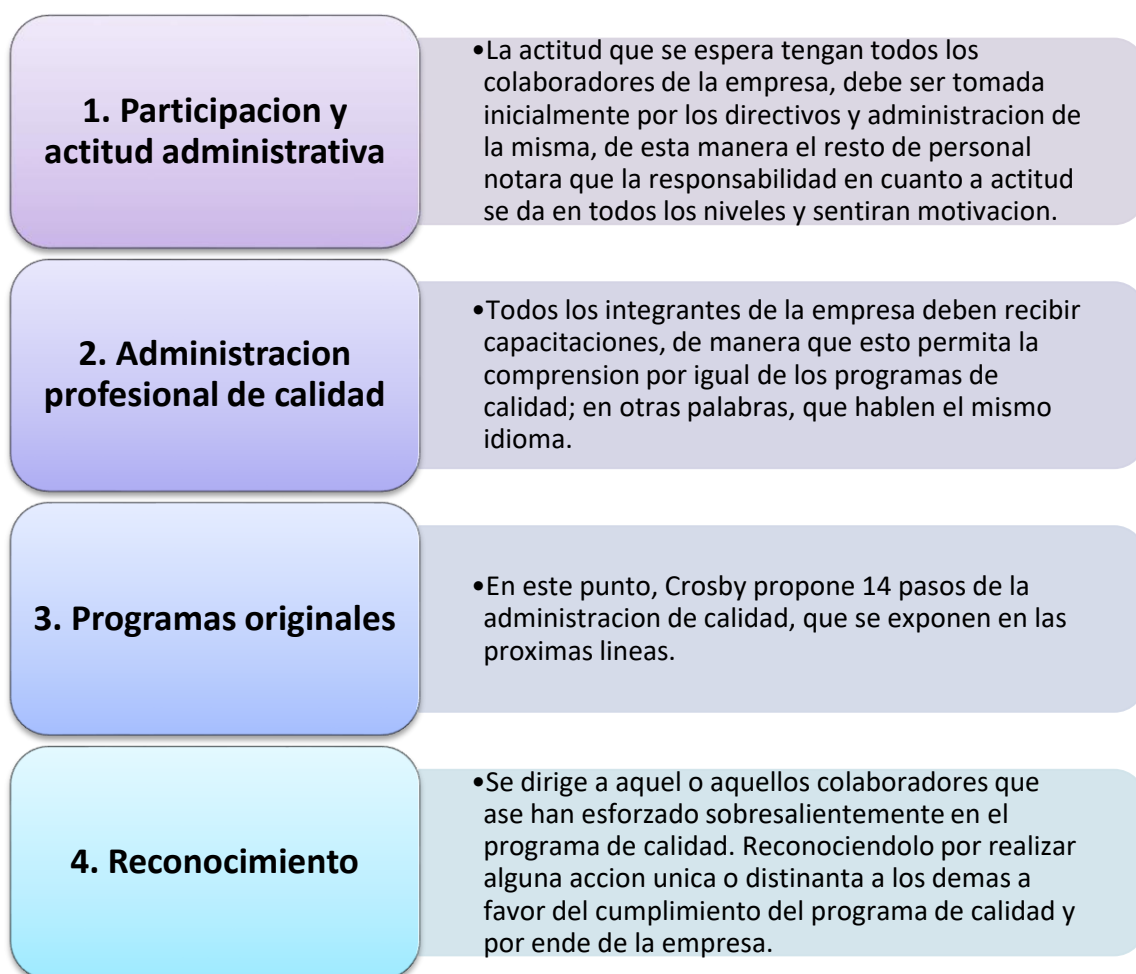 1. Participacion y
actitud administrativa
•La actitud que se espera tengan todos los
colaboradores de la empresa, debe ser tomada
inicialmente por los directivos y administracion de
la misma, de esta manera el resto de personal
notara que la responsabilidad en cuanto a actitud
se da en todos los niveles y sentiran motivacion.
2. Administracion
profesional de calidad
•Todos los integrantes de la empresa deben recibir
capacitaciones, de manera que esto permita la
comprension por igual de los programas de
calidad; en otras palabras, que hablen el mismo
idioma.
3. Programas originales
•En este punto, Crosby propone 14 pasos de la
administracion de calidad, que se exponen en las
proximas lineas.
4. Reconocimiento
•Se dirige a aquel o aquellos colaboradores que
ase han esforzado sobresalientemente en el
programa de calidad. Reconociendolo por realizar
alguna accion unica o distinanta a los demas a
favor del cumplimiento del programa de calidad y
por ende de la empresa.